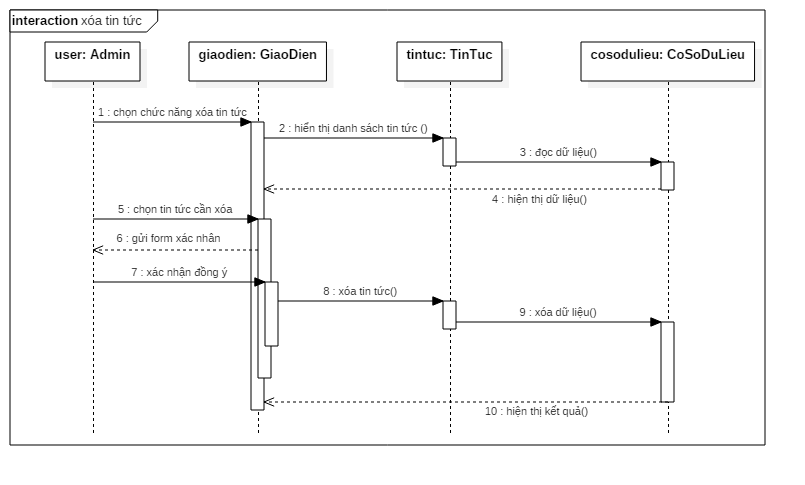 interaction xóa tin tức
user: Admin
giaodien: GiaoDien
tintuc: TinTuc
cosodulieu: CoSoDuLieu
1 : chọn chức năng xóa tin tức
2 : hiển thị danh sách tin tức ()
3 : đọc dữ liệu()
4 : hiện thị dữ liệu()
5 : chọn tin tức cần xóa
6 : gửi form xác nhân
7 : xác nhận đồng ý
8 : xóa tin tức()
9 : xóa dữ liệu()
10 : hiện thị kết quả()